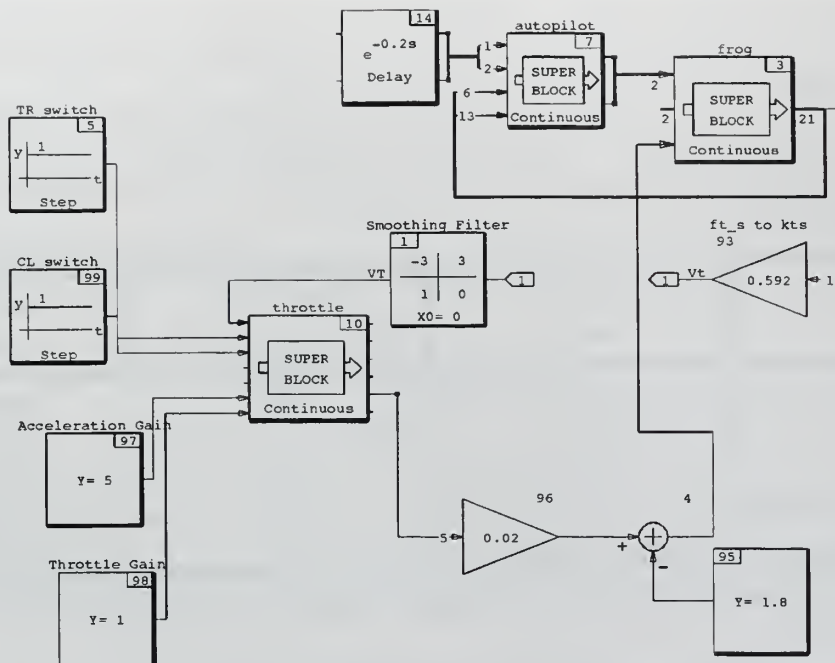 14
e -0.2s
Delay
autopilot
7
1
2
6
13
SUPER
BLOCK
Continuous
frog
3
2
2
SUPER
BLOCK
21
Continuous
TR switch
5
y 1
t
Step
CL switch
99
y 1
t
Step
Smoothing Filter
1
-3 3
1 0
X0= 0
VT
1
ft_s to kts
93
1 Vt
0.592
1
throttle
10
SUPER
BLOCK
Continuous
Acceleration Gain
97
Y= 5
Throttle Gain
98
Y= 1
96
5
0.02
4
+
+
-
95
Y= 1.8